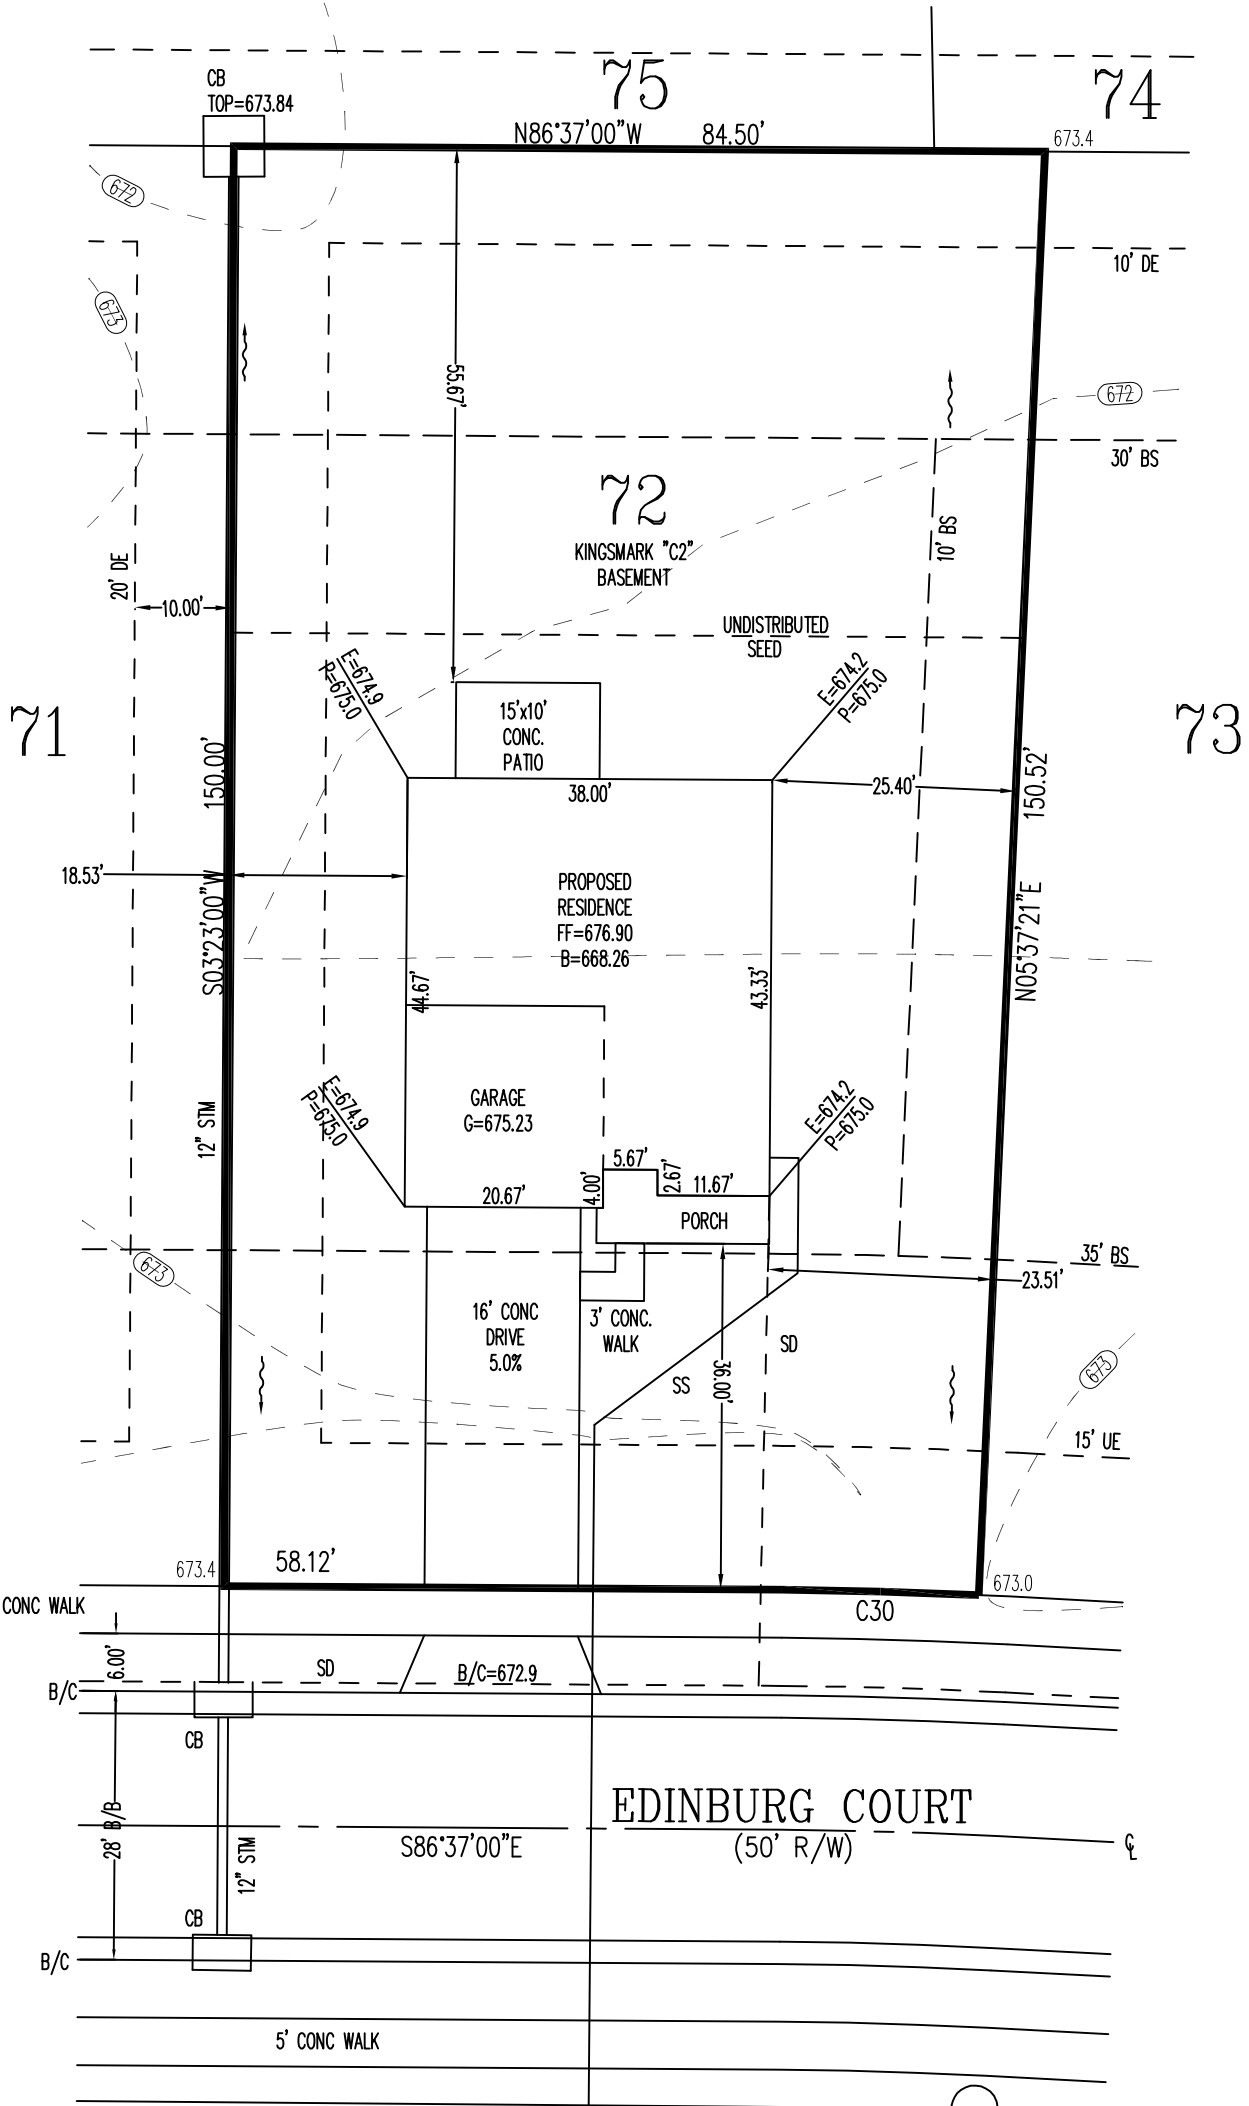 CB
TOP=673.84
75
74
N86°37'00"W 84.50'
673.4
672
10' DE
673
55.67'
672
30' BS
72
KINGSMARK "C2"
BASEMENT
10' BS
20' DE
10.00'
UNDISTRIBUTED
SEED
E=674.9
P=675.0
E=674.2
P=675.0
71
15'x10'
CONC.
PATIO
73
150.00'
38.00'
25.40'
150.52'
18.53'
S03°23'00"W
PROPOSED
RESIDENCE
FF=676.90
B=668.26
N05°37'21"E
44.67'
43.33'
GARAGE
G=675.23
E=674.9
P=675.0
E=674.2
P=675.0
12" STM
5.67'
2.67'
11.67'
4.00'
20.67'
PORCH
673
35' BS
23.51'
16' CONC
DRIVE
5.0%
3' CONC.
WALK
SD
SS
36.00'
673
15' UE
58.12'
673.4
673.0
CONC WALK
C30
6.00'
SD
B/C=672.9
B/C
CB
EDINBURG COURT
28' B/B
S86°37'00"E
(50' R/W)
℄
12" STM
CB
B/C
5' CONC WALK